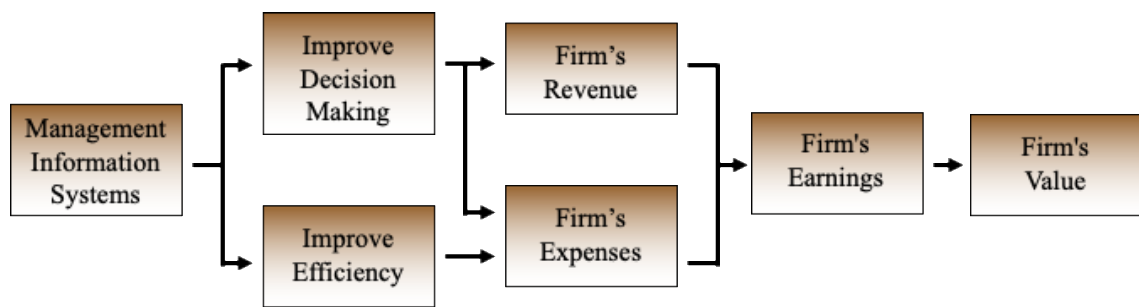 Management
Information
Systems
Improve
Decision
Making
Improve
Efficiency
Firm’s
Revenue
Firm’s
Expenses
Firm's
Earnings
Firm's
Value